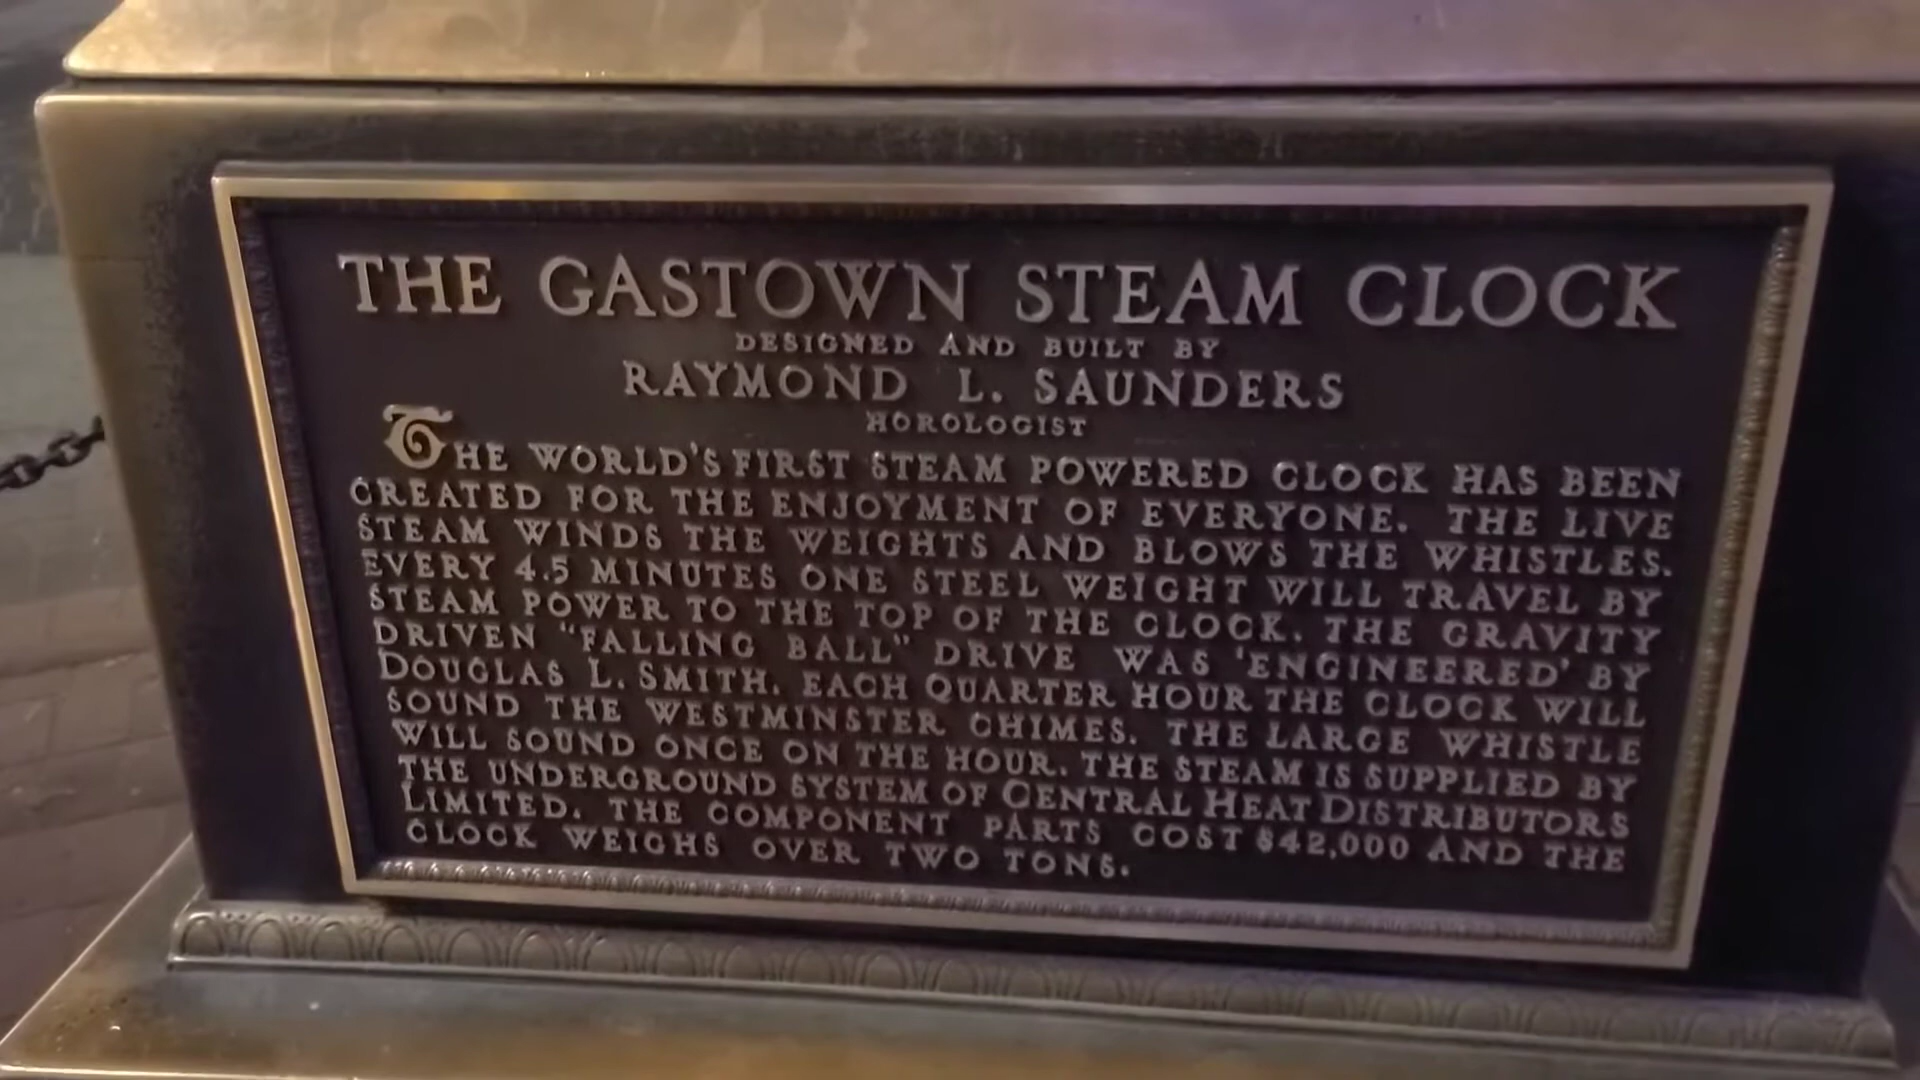 THE GASTOWN STEAM CLOCK
DESIGNED AND BUILT BY
RAYMOND L. SAUNDERS
HOROLOGIST
THE WORLD'S FIRST STEAM POWERED CLOCK HAS BEEN
CREATED FOR THE ENJOYMENT OF EVERYONE. THE LIVE
STEAM WINDS THE WEIGHTS AND BLOWS THE WHISTLES.
EVERY 4.5 MINUTES ONE STEEL WEIGHT WILL TRAVEL BY
STEAM POWER TO THE TOP OF THE CLOCK. THE GRAVITY
DRIVEN "FALLING BALL" DRIVE WAS 'ENGINEERED' BY
DOUGLAS L. SMITH. EACH QUARTER HOUR THE CLOCK WILL
SOUND THE WESTMINSTER CHIMES. THE LARGE WHISTLE
WILL SOUND ONCE ON THE HOUR. THE STEAM IS SUPPLIED BY
THE UNDERGROUND SYSTEM OF CENTRAL HEAT DISTRIBUTORS
LIMITED. THE COMPONENT PARTS COST $42,000 AND THE
CLOCK WEIGHS OVER TWO TONS.